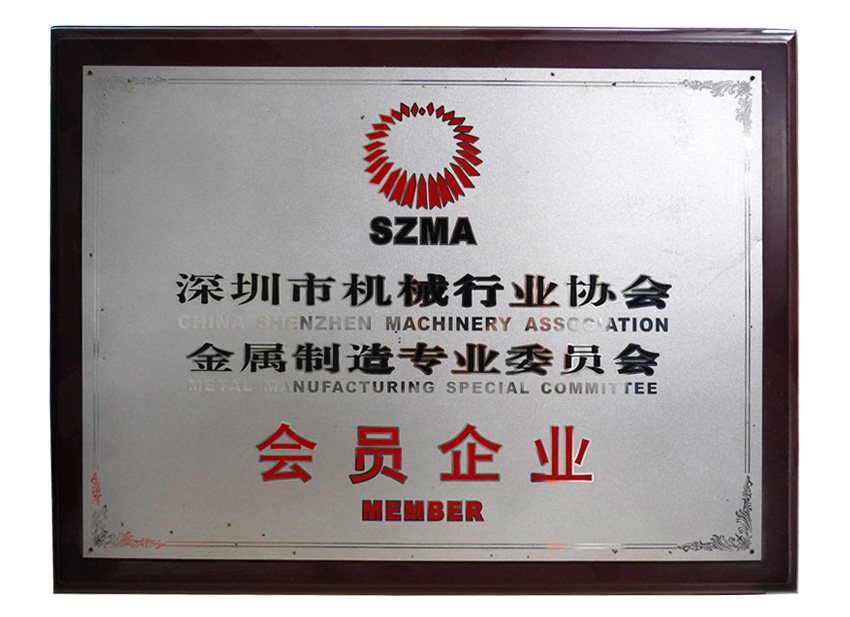 SZMA
深圳市机械行业协会
CHINA SHENZHEN MACHINERY ASSOCIATION
金属制造专业委员会
METAL MANUFACTURING SPECIAL COMMITTEE
会员企业
MEMBER